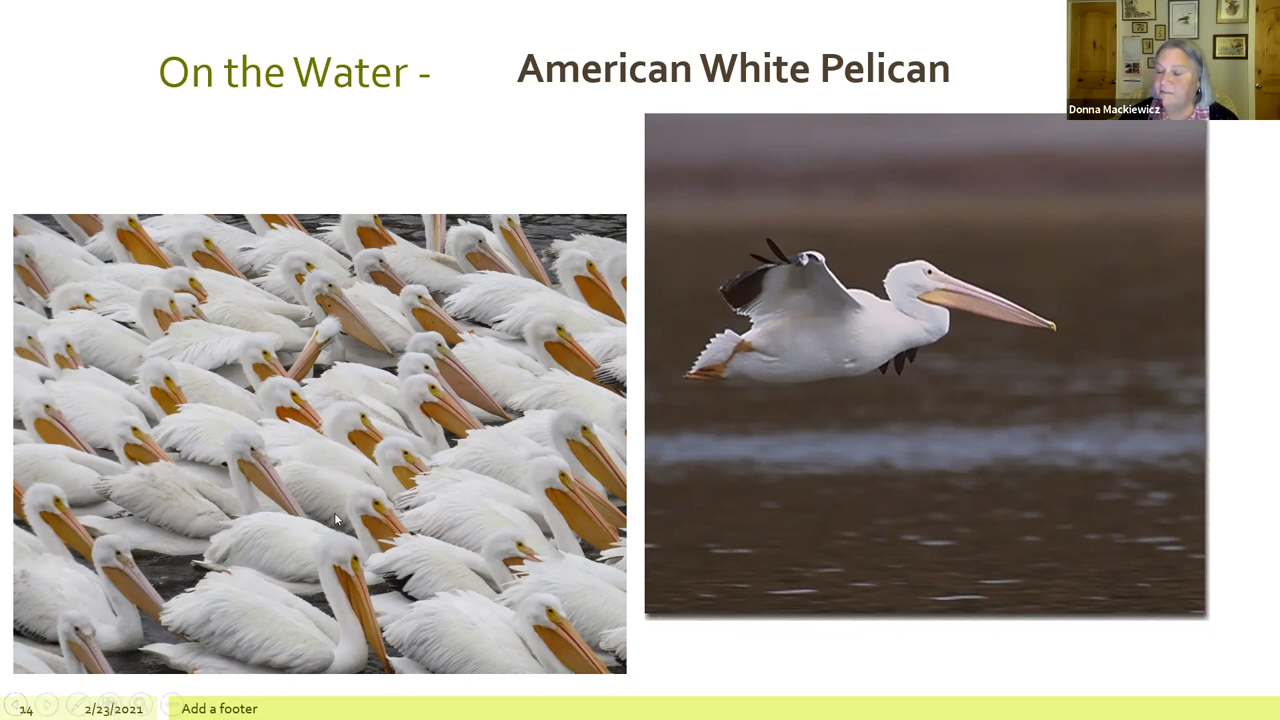 On the Water -
American White Pelican
Donna Mackiewicz
14
2/23/2021
Add a footer